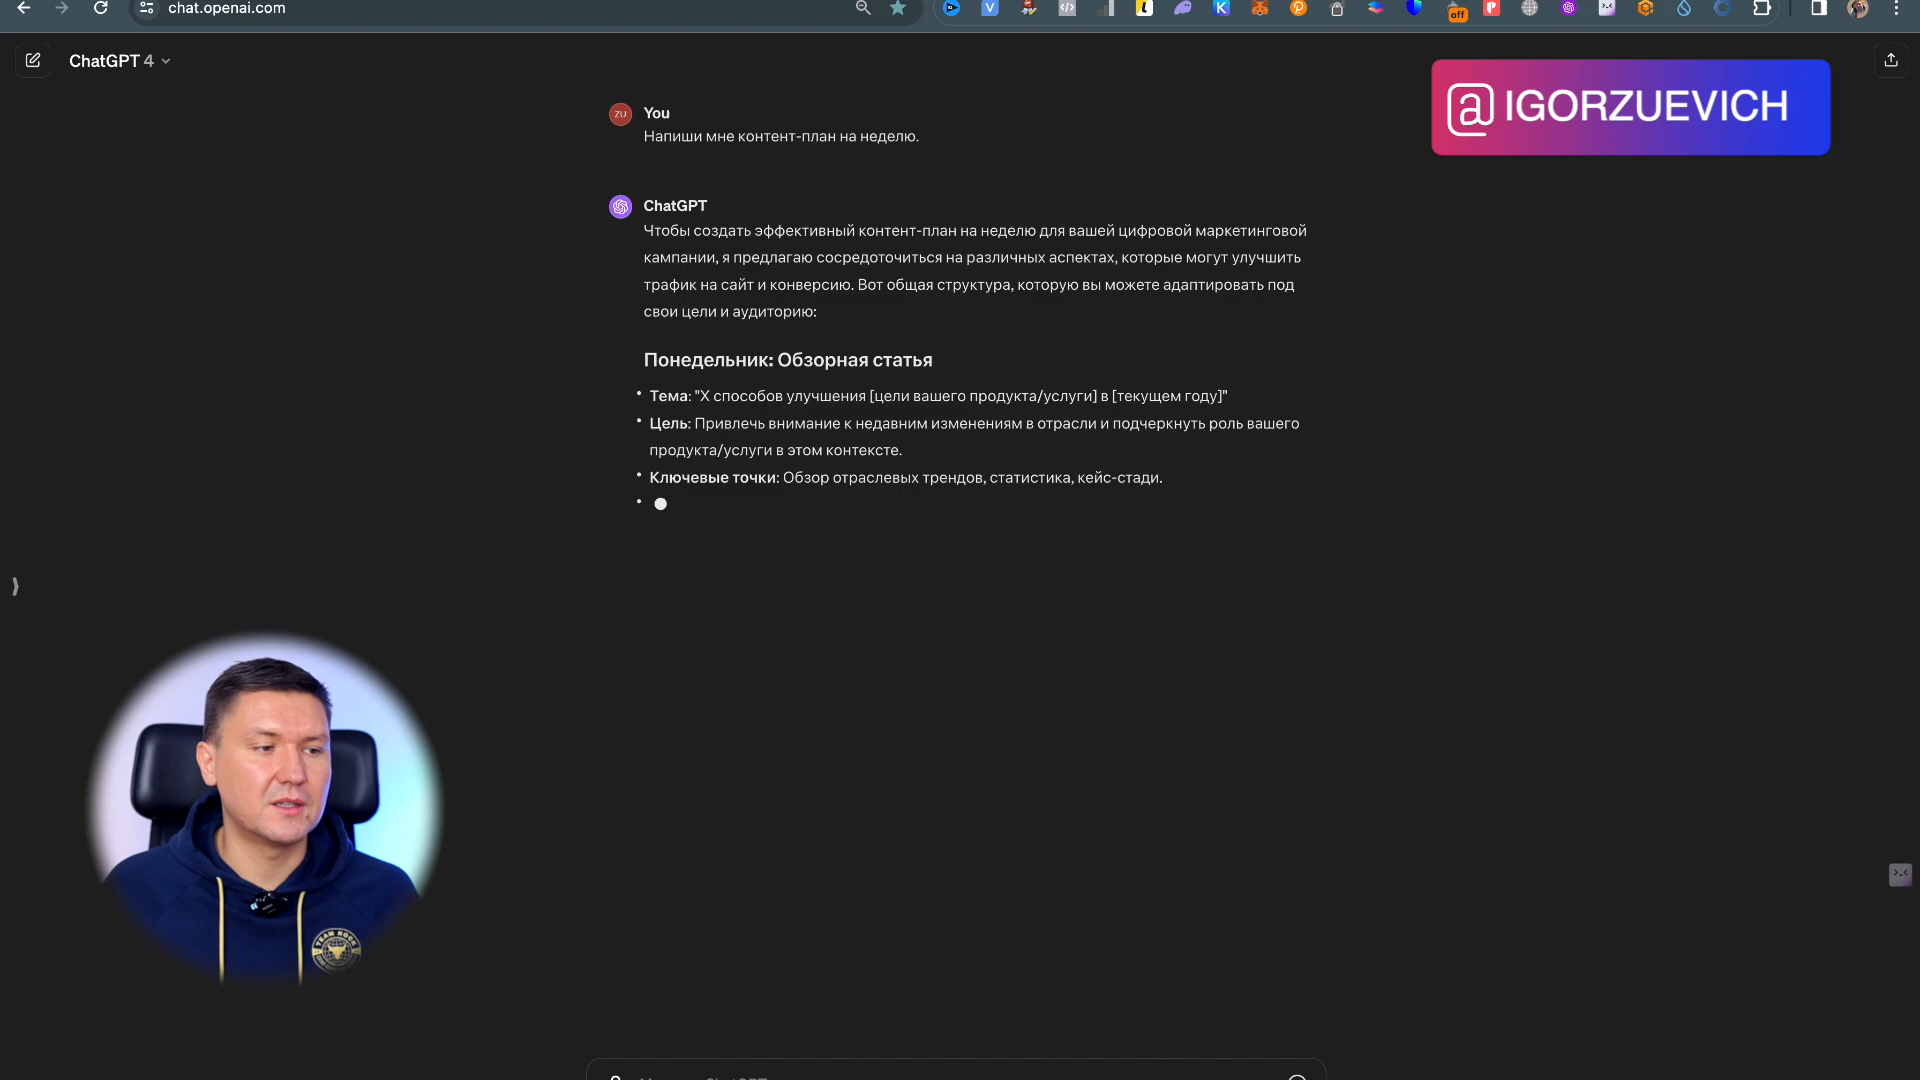 chat.openai.com
off
ChatGPT 4
@IGORZUEVICH
ZU
You
Напиши мне контент-план на неделю.
ChatGPT
Чтобы создать эффективный контент-план на неделю для вашей цифровой маркетинговой
кампании, я предлагаю сосредоточиться на различных аспектах, которые могут улучшить
трафик на сайт и конверсию. Вот общая структура, которую вы можете адаптировать под
свои цели и аудиторию:
Понедельник: Обзорная статья
• Тема: "X способов улучшения [цели вашего продукта/услуги] в [текущем году]"
• Цель: Привлечь внимание к недавним изменениям в отрасли и подчеркнуть роль вашего
продукта/услуги в этом контексте.
• Ключевые точки: Обзор отраслевых трендов, статистика, кейс-стади.
TEAM ROCK